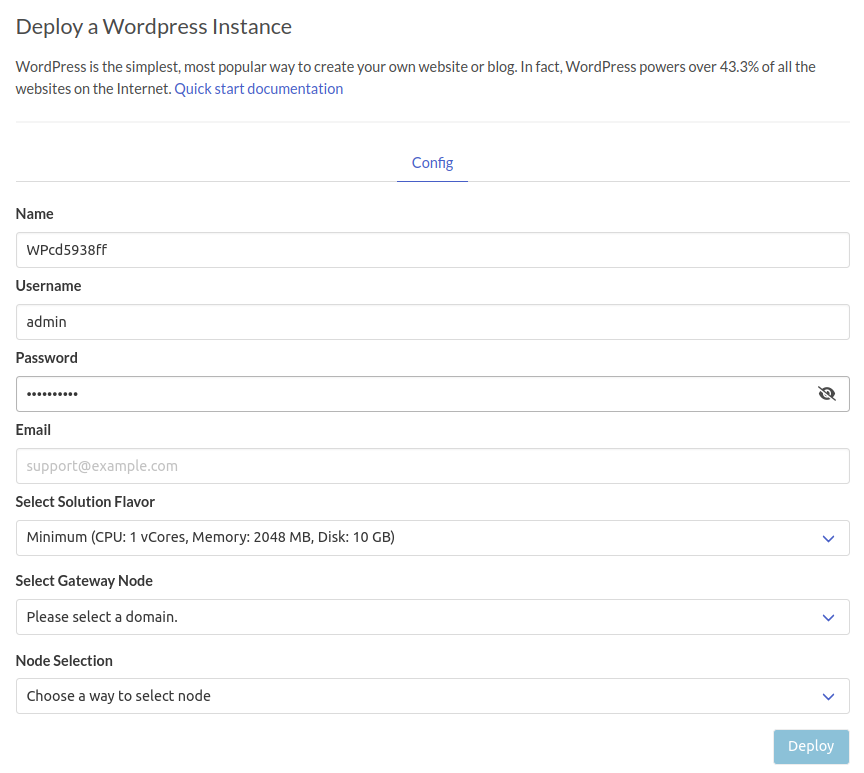 Deploy a Wordpress Instance
WordPress is the simplest, most popular way to create your own website or blog. In fact, WordPress powers over 43.3% of all the
websites on the Internet. Quick start documentation
Config
Name
WPcd5938ff
Username
admin
Password
••••••••••
Email
support@example.com
Select Solution Flavor
Minimum (CPU: 1 vCores, Memory: 2048 MB, Disk: 10 GB)
Select Gateway Node
Please select a domain.
Node Selection
Choose a way to select node
Deploy